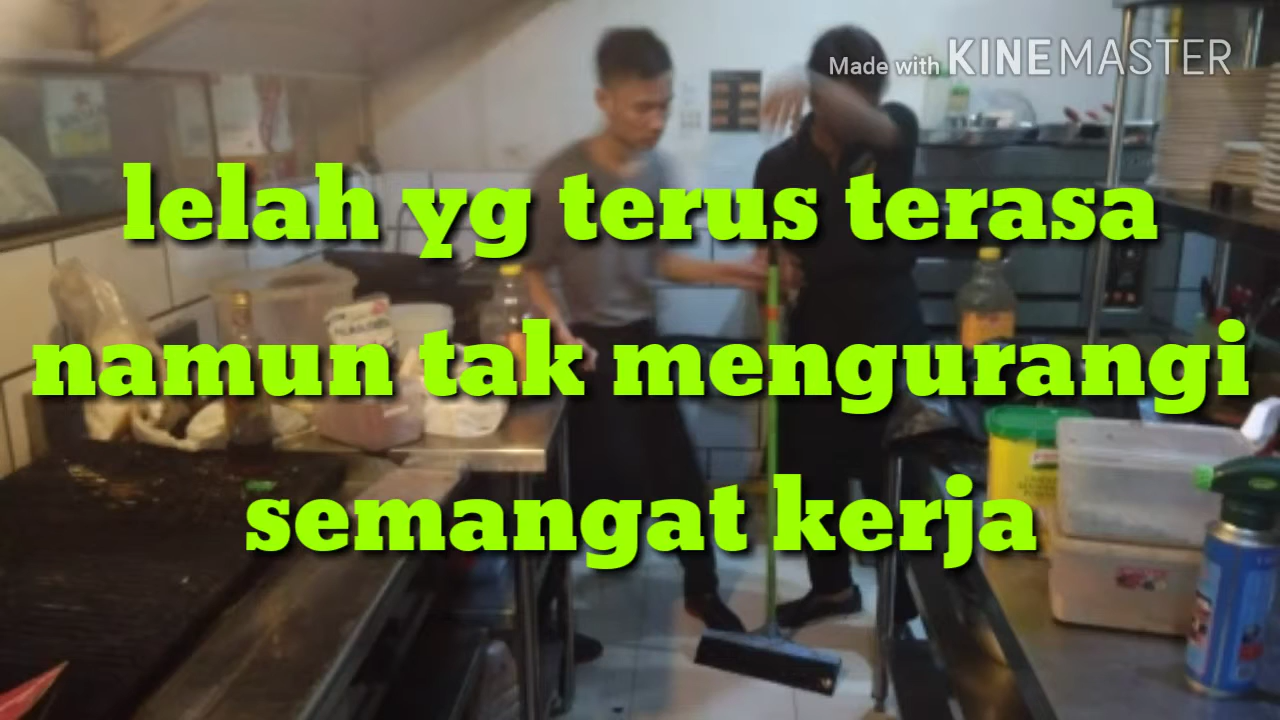 Made with KINEMASTER
lelah yg terus terasa
namun tak mengurangi
semangat kerja